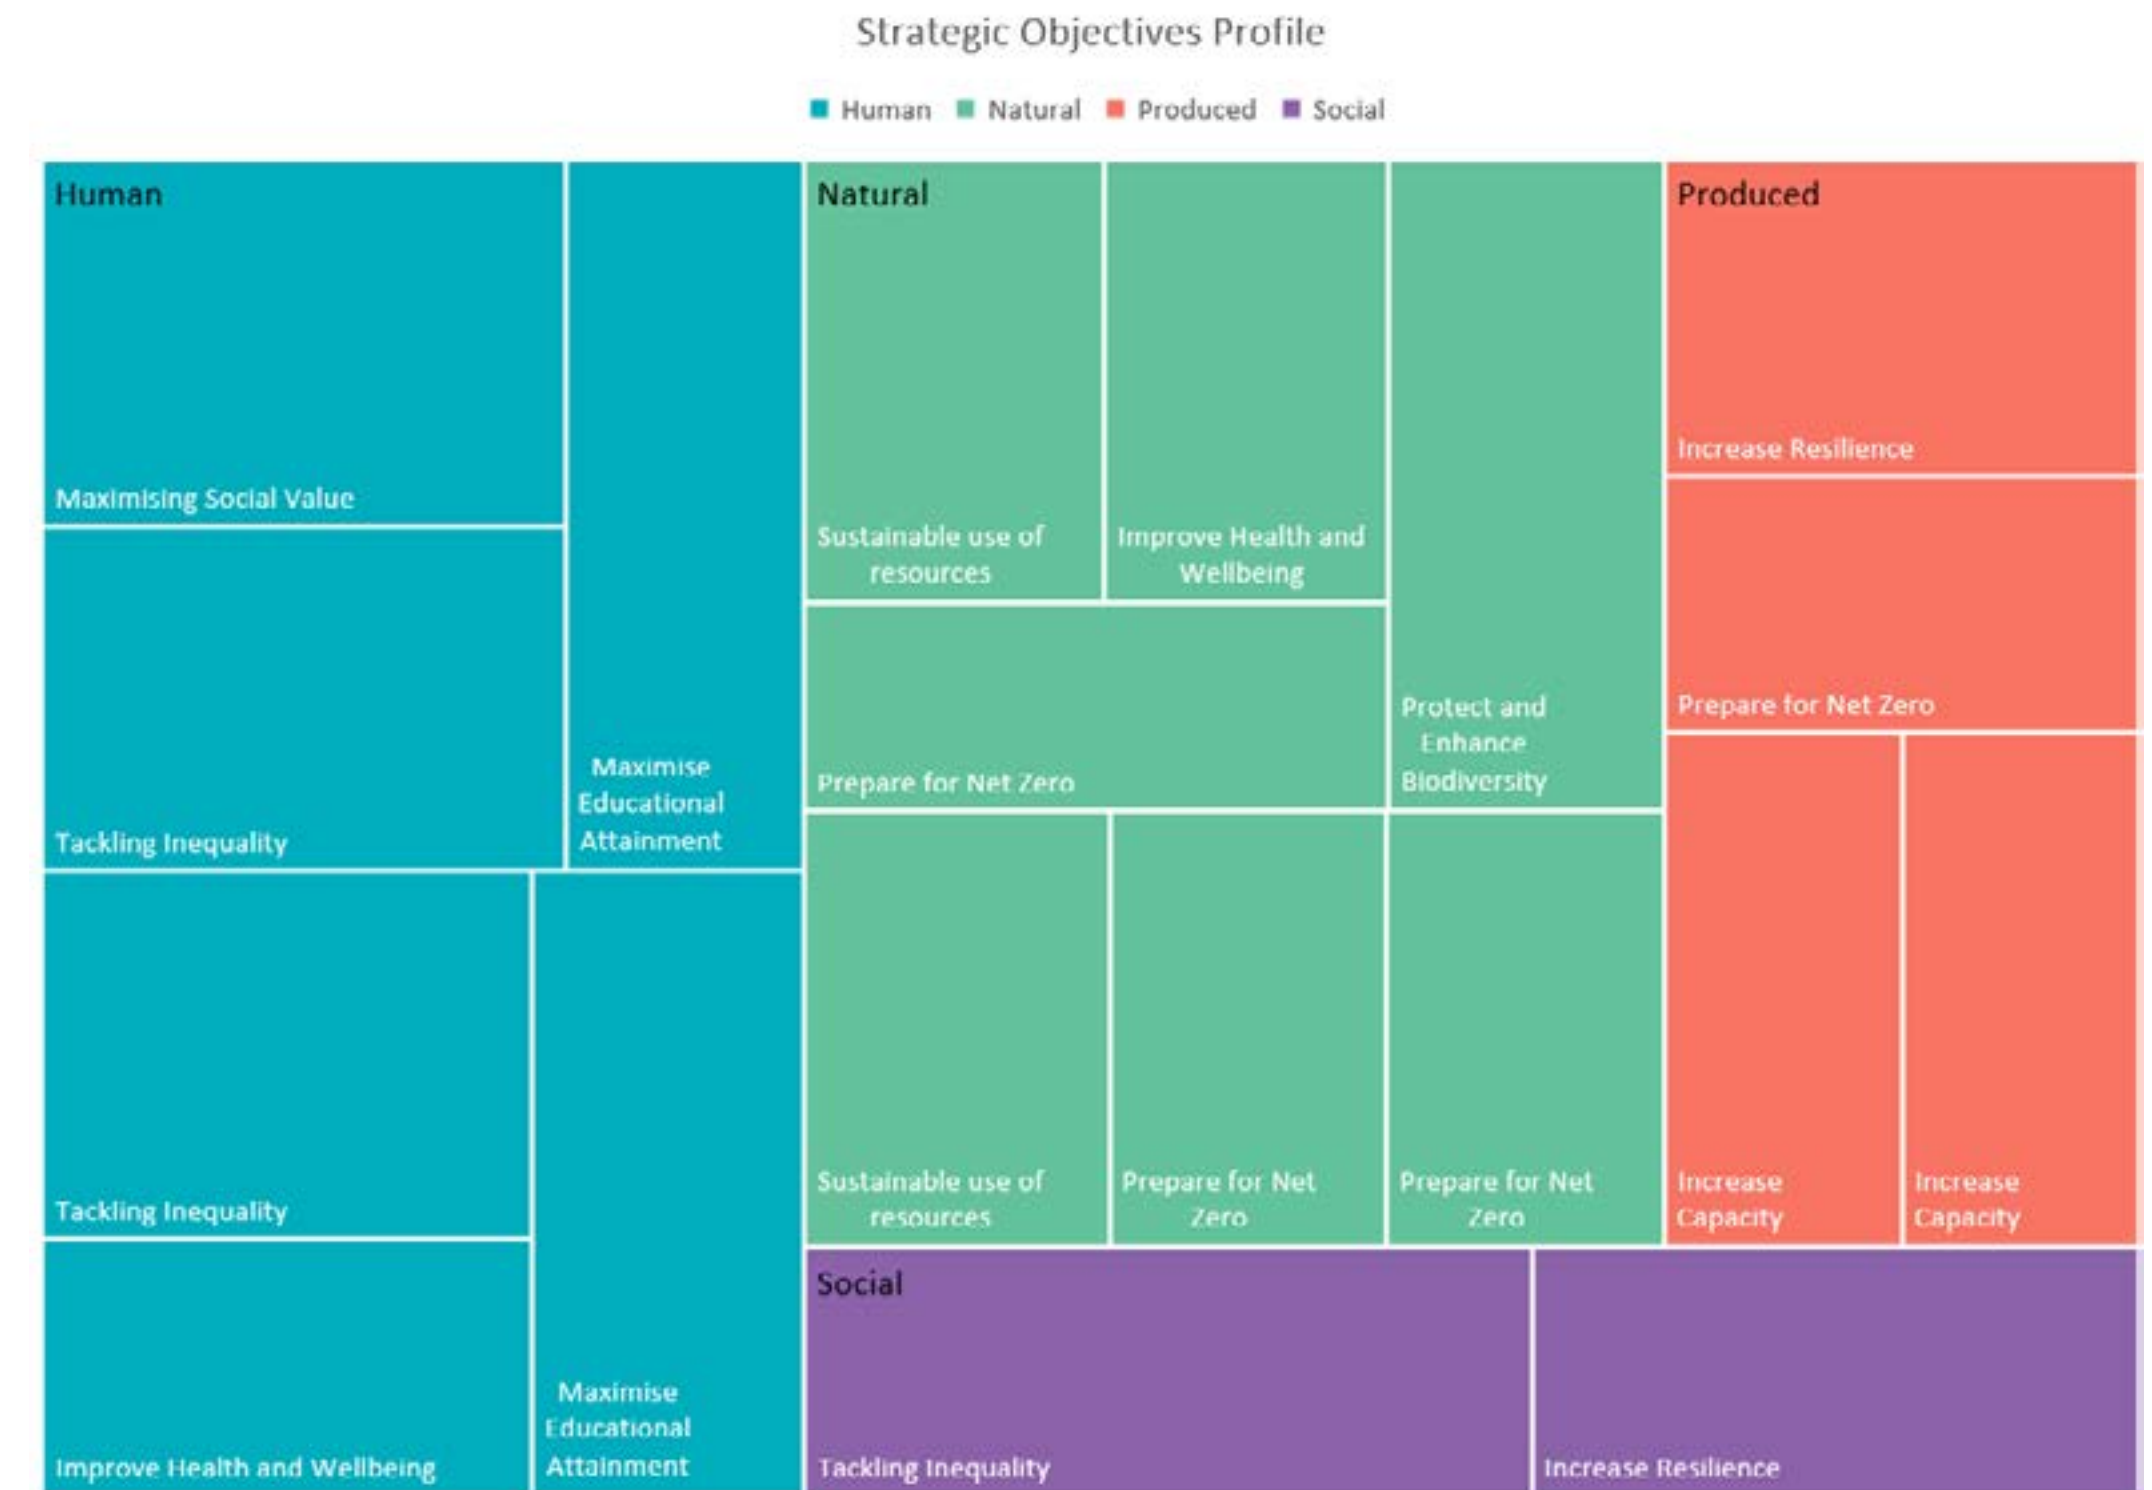 Strategic Objectives Profile
Human Natural Produced Social
Human
Maximising Social Value
Tackling Inequality
Maximise
Educational
Attainment
Tackling Inequality
Improve Health and Wellbeing
Maximise
Educational
Attainment
Natural
Sustainable use of
resources
Improve Health and
Wellbeing
Prepare for Net Zero
Protect and
Enhance
Biodiversity
Sustainable use of
resources
Prepare for Net
Zero
Prepare for Net
Zero
Produced
Increase Resilience
Prepare for Net Zero
Increase
Capacity
Increase
Capacity
Social
Tackling Inequality
Increase Resilience